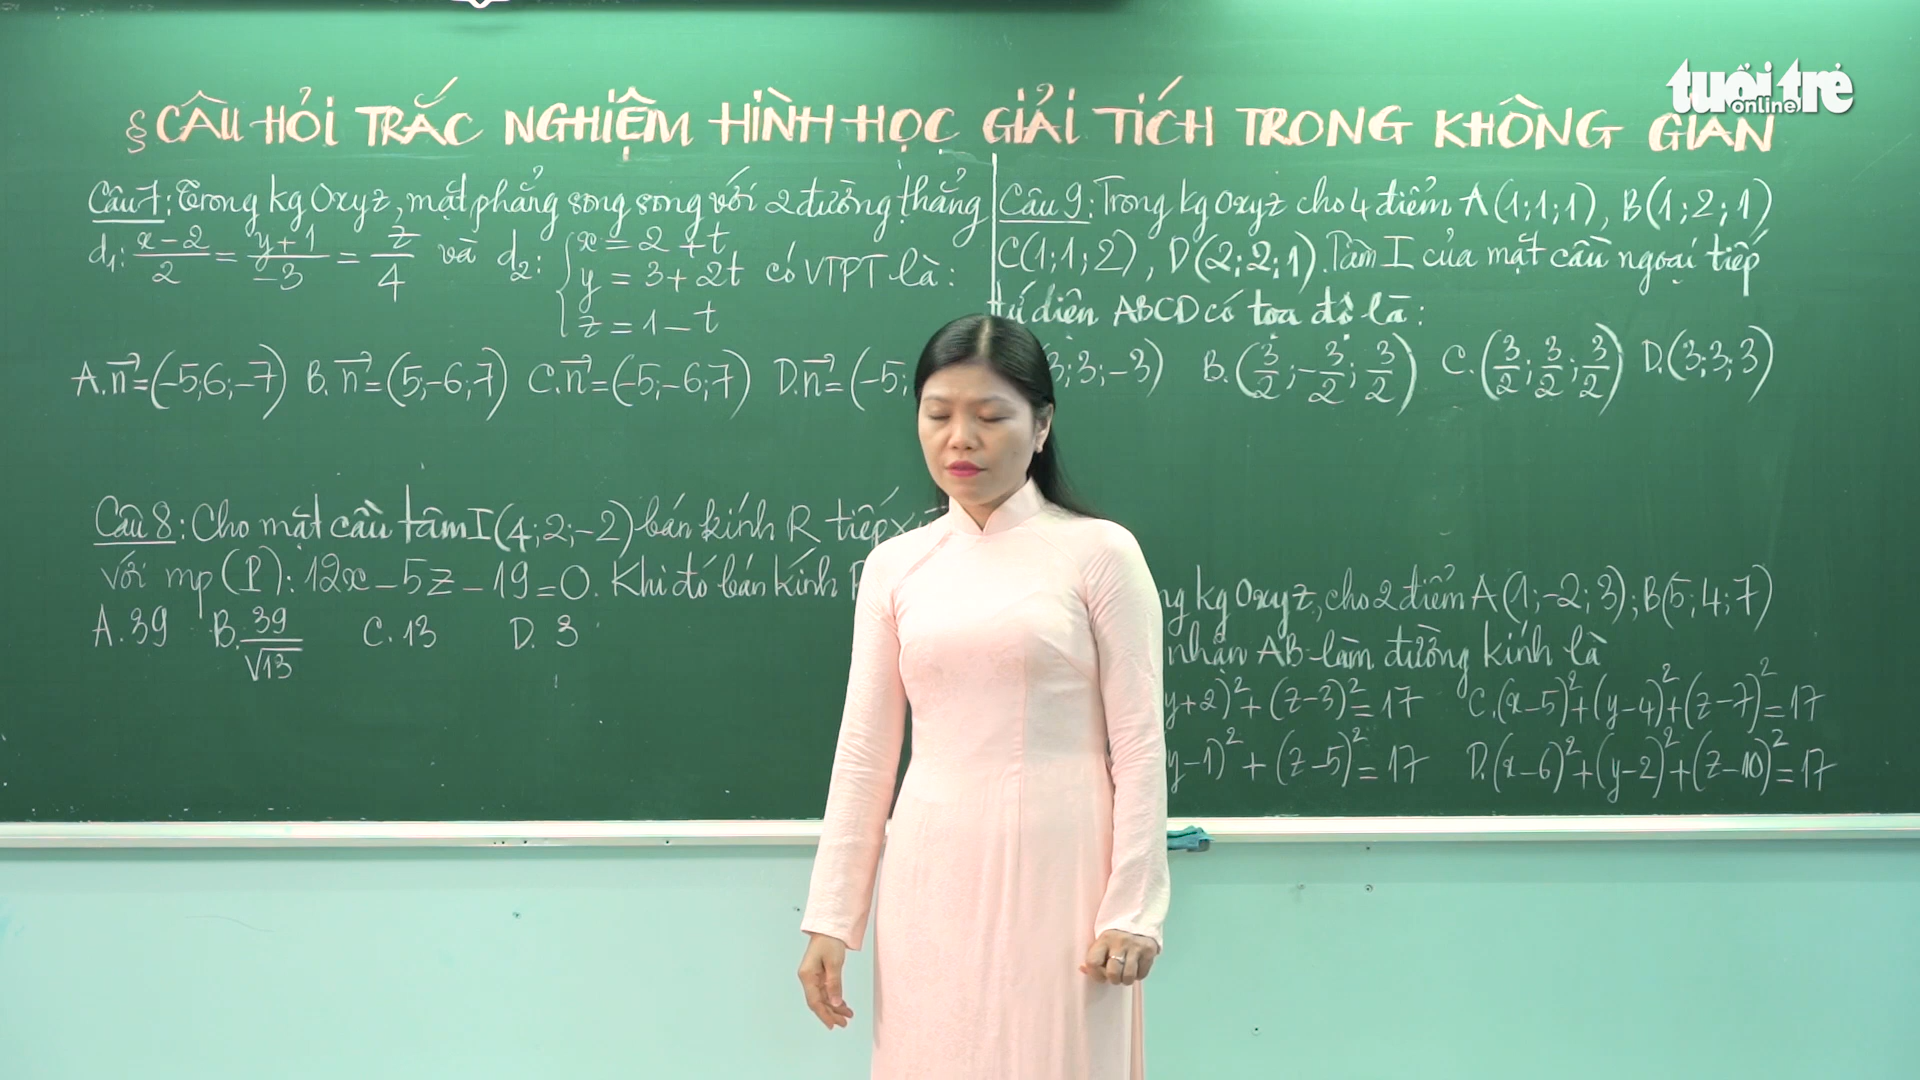 tuổi trẻ online
§ CÂU HỎI TRẮC NGHIỆM HÌNH HỌC GIẢI TÍCH TRONG KHÔNG GIAN
Câu 7: Trong kg Oxyz, mặt phẳng song song với 2 đường thẳng
d₁: (x-2)/2 = (y+1)/-3 = z/4 và d₂: { x = 2 + t
y = 3 + 2t có VTPT là:
z = 1 - t
A. n⃗ = (-5;6;-7) B. n⃗ = (5;-6;7) C. n⃗ = (-5;-6;7) D. n⃗ = (-5;
Câu 8: Cho mặt cầu tâm I(4;2;-2) bán kính R tiếp
với mp (P): 12x - 5z - 19 = 0. Khi đó bán kính
A. 39 B. 39/√13 C. 13 D. 3
Câu 9: Trong kg Oxyz cho 4 điểm A(1;1;1), B(1;2;1)
C(1;1;2), D(2;2;1). Tâm I của mặt cầu ngoại tiếp
tứ diện ABCD có tọa độ là:
3;-3) B. (3/2;-3/2;3/2) C. (3/2;3/2;3/2) D. (3;3;3)
kg Oxyz, cho 2 điểm A(1;-2;3); B(5;4;7)
nhận AB làm đường kính là
y+2)² + (z-3)² = 17 C. (x-5)² + (y-4)² + (z-7)² = 17
y-1)² + (z-5)² = 17 D. (x-6)² + (y-2)² + (z-10)² = 17